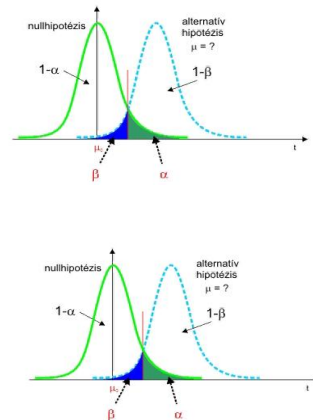 nullhipotézis
alternatív
hipotézis
μ = ?
1-α
1-β
μ₀
t
β
α
nullhipotézis
alternatív
hipotézis
μ = ?
1-α
1-β
μ₀
t
β
α